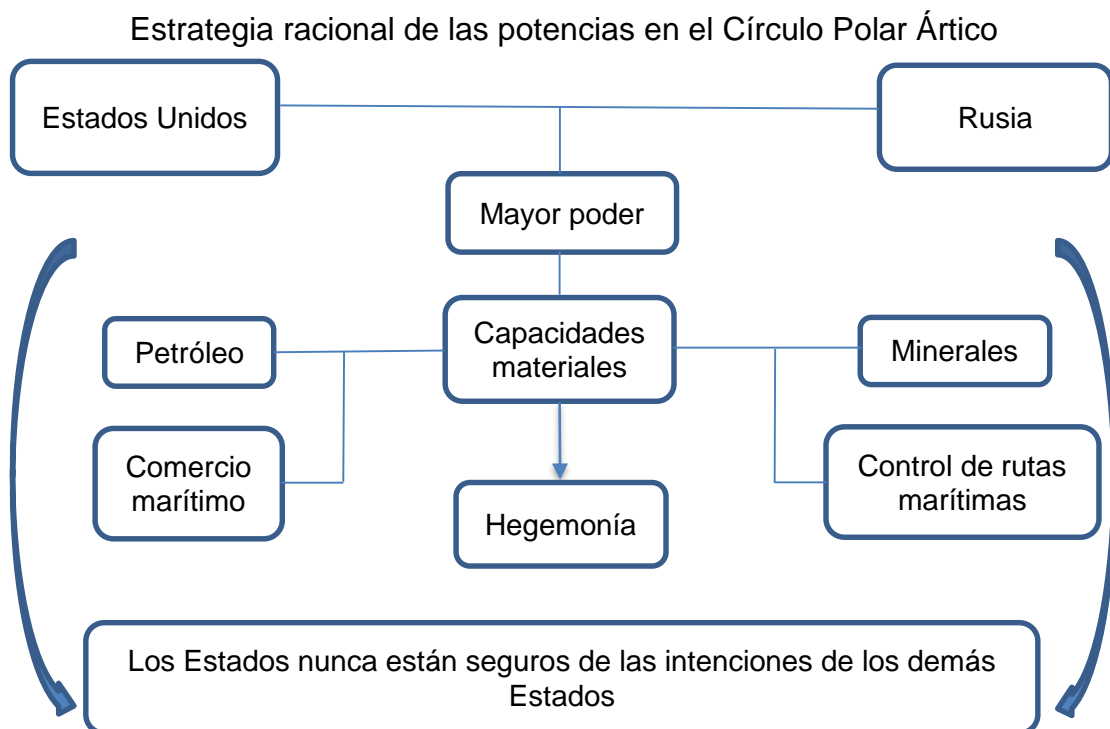 Estrategia racional de las potencias en el Círculo Polar Ártico
Estados Unidos
Rusia
Mayor poder
Petróleo
Capacidades
materiales
Minerales
Comercio
marítimo
Hegemonía
Control de rutas
marítimas
Los Estados nunca están seguros de las intenciones de los demás
Estados